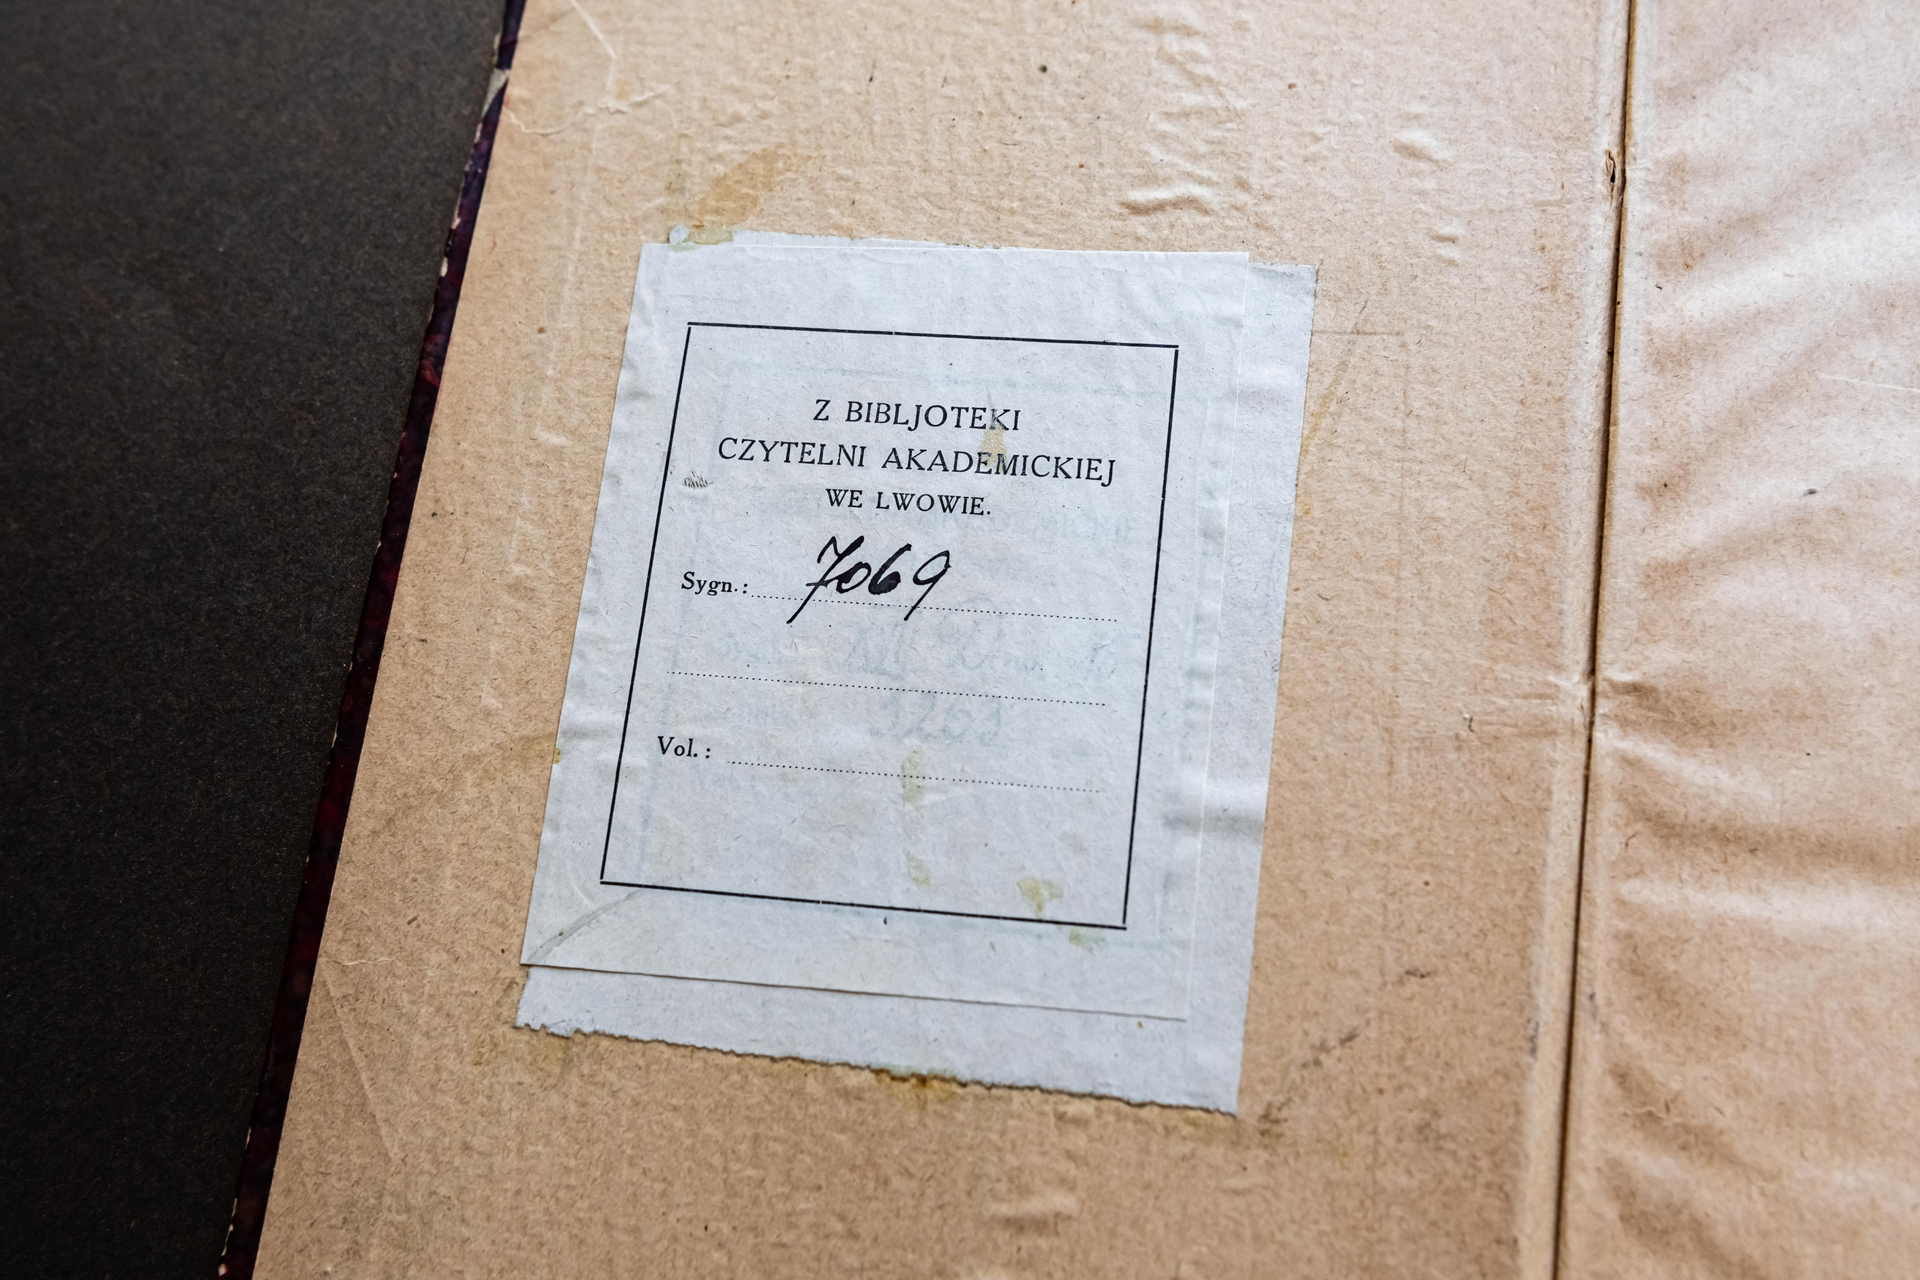 Z BIBLJOTEKI
CZYTELNI AKADEMICKIEJ
WE LWOWIE.
Sygn.: 7069
Vol.: